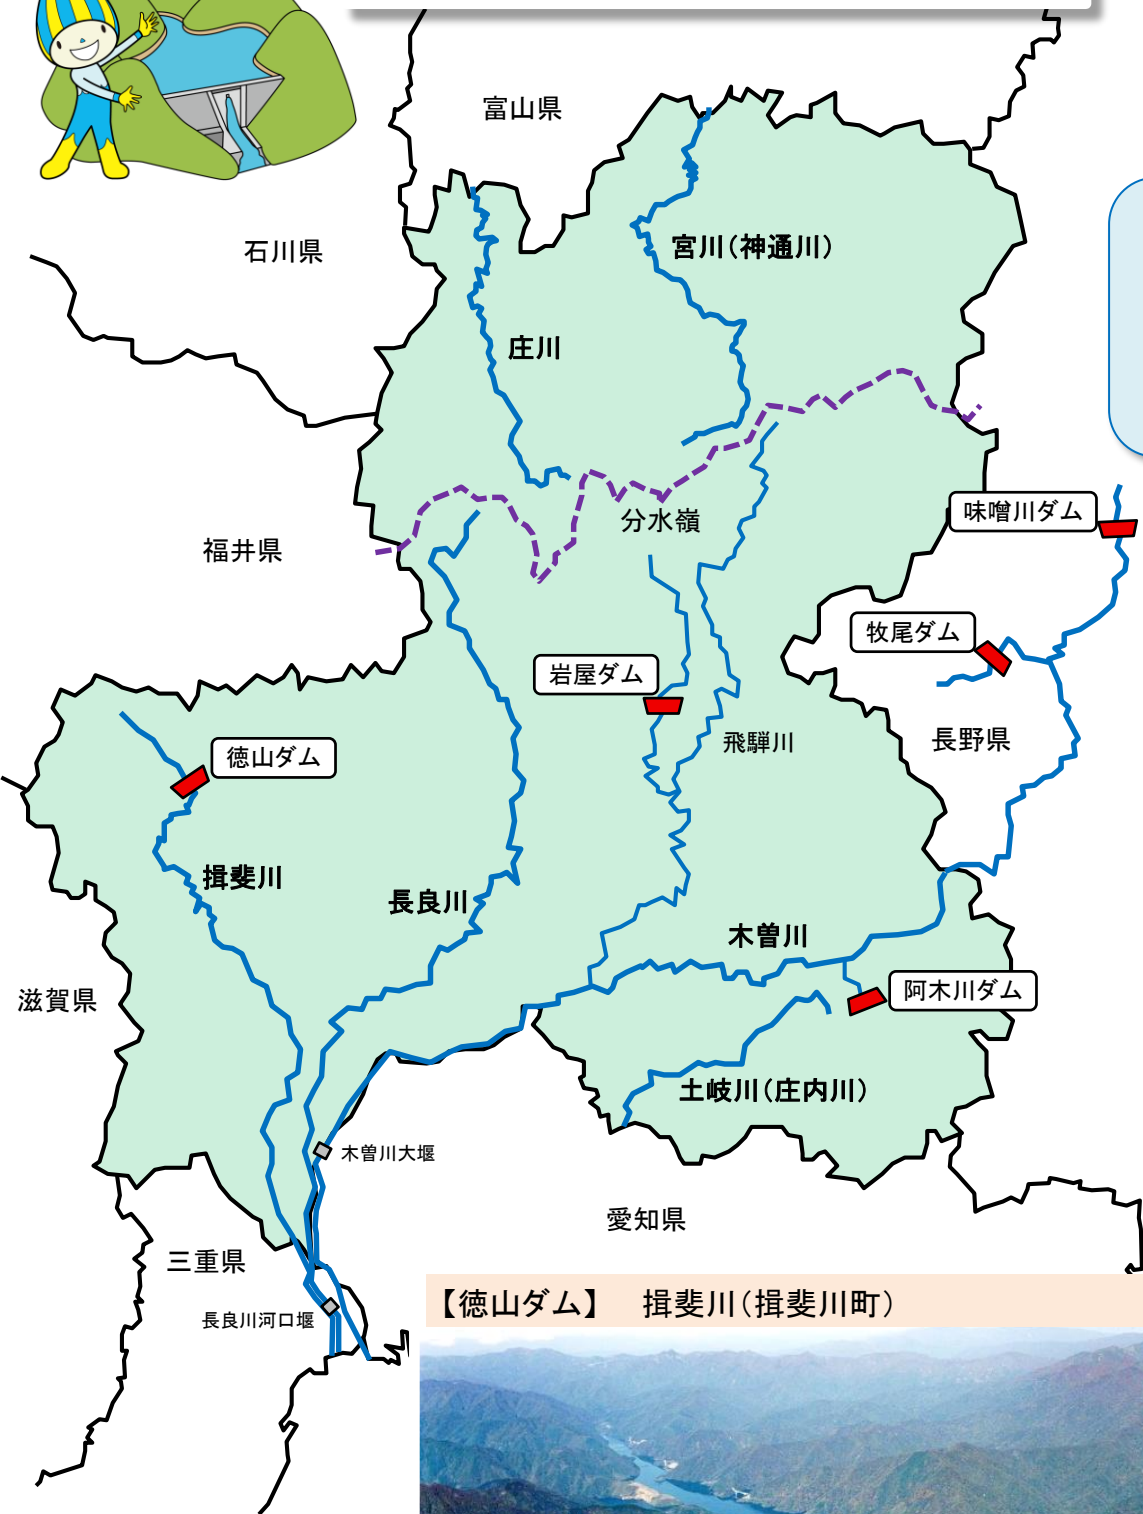 富山県
石川県
宮川（神通川）
庄川
味噌川ダム
分水嶺
福井県
牧尾ダム
岩屋ダム
長野県
飛騨川
徳山ダム
揖斐川
長良川
木曽川
阿木川ダム
滋賀県
土岐川（庄内川）
木曽川大堰
愛知県
三重県
【徳山ダム】　揖斐川（揖斐川町）
長良川河口堰